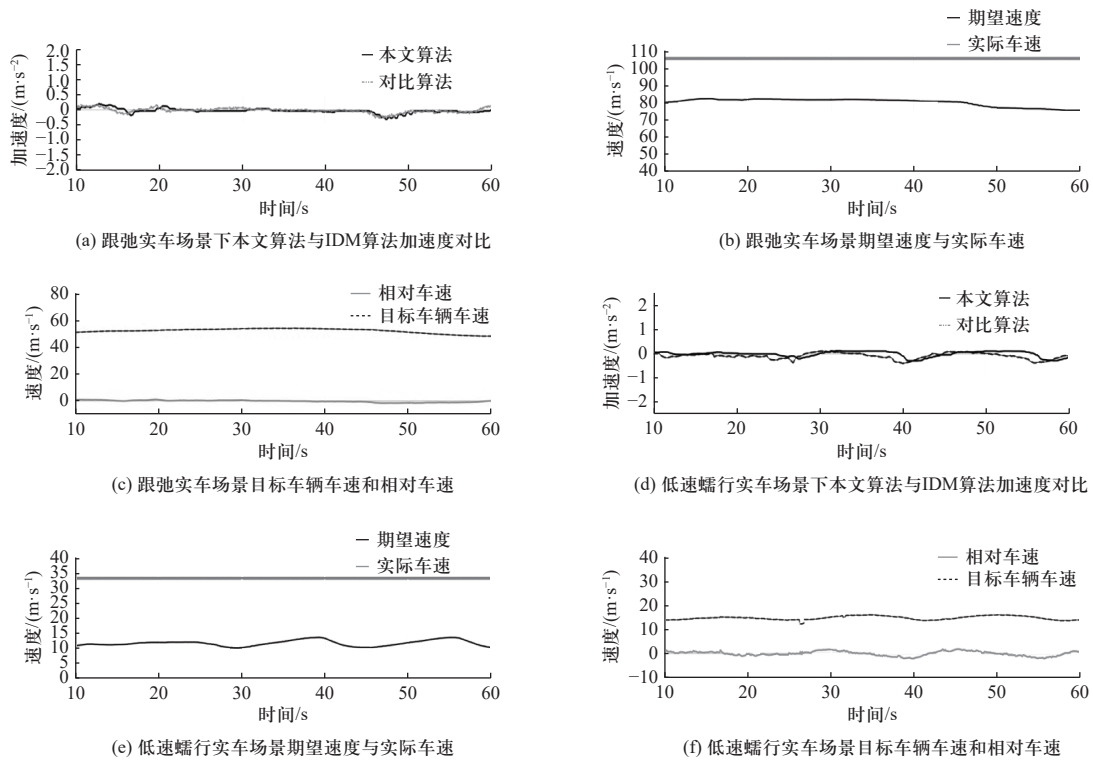 本文算法
对比算法
加速度/(m·s⁻²)
2.0
1.5
1.0
0.5
0
−0.5
−1.0
−1.5
−2.0
10 20 30 40 50 60
时间/s
(a) 跟弛实车场景下本文算法与IDM算法加速度对比
期望速度
实际车速
速度/(m·s⁻¹)
110
100
90
80
70
60
50
40
10 20 30 40 50 60
时间/s
(b) 跟弛实车场景期望速度与实际车速
相对车速
目标车辆车速
速度/(m·s⁻¹)
80
60
40
20
0
10 20 30 40 50 60
时间/s
(c) 跟弛实车场景目标车辆车速和相对车速
本文算法
对比算法
加速度/(m·s⁻²)
2
1
0
−1
−2
10 20 30 40 50 60
时间/s
(d) 低速蠕行实车场景下本文算法与IDM算法加速度对比
期望速度
实际车速
速度/(m·s⁻¹)
40
35
30
25
20
15
10
5
0
10 20 30 40 50 60
时间/s
(e) 低速蠕行实车场景期望速度与实际车速
相对车速
目标车辆车速
速度/(m·s⁻¹)
40
30
20
10
0
−10
10 20 30 40 50 60
时间/s
(f) 低速蠕行实车场景目标车辆车速和相对车速